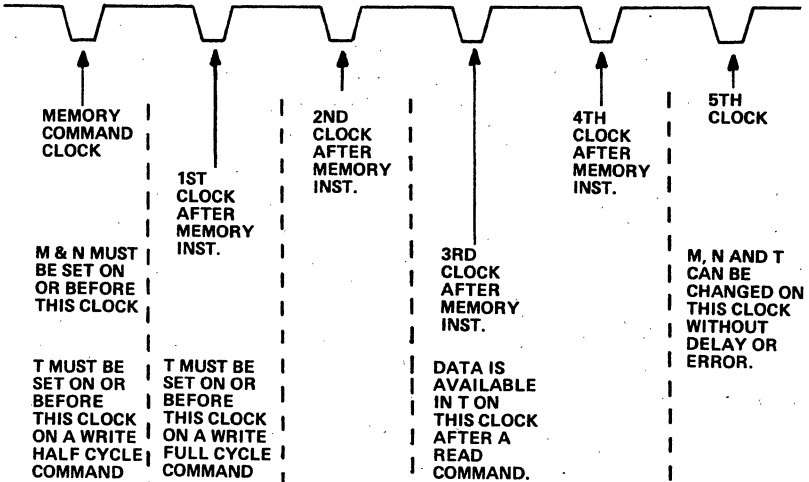 MEMORY
COMMAND
CLOCK
M & N MUST
BE SET ON
OR BEFORE
THIS CLOCK
T MUST BE
SET ON OR
BEFORE
THIS CLOCK
ON A WRITE
HALF CYCLE
COMMAND
1ST
CLOCK
AFTER
MEMORY
INST.
T MUST BE
SET ON OR
BEFORE
THIS CLOCK
ON A WRITE
FULL CYCLE
COMMAND
2ND
CLOCK
AFTER
MEMORY
INST.
3RD
CLOCK
AFTER
MEMORY
INST.
DATA IS
AVAILABLE
IN T ON
THIS CLOCK
AFTER A
READ
COMMAND.
4TH
CLOCK
AFTER
MEMORY
INST.
5TH
CLOCK
M, N AND T
CAN BE
CHANGED ON
THIS CLOCK
WITHOUT
DELAY OR
ERROR.